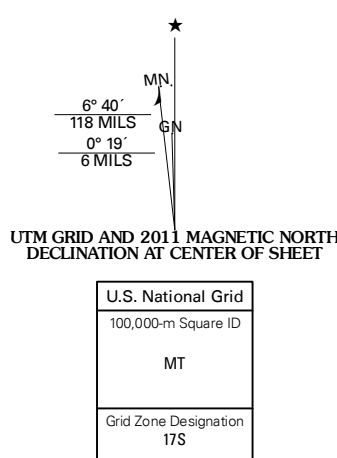 ★
MN.
6° 40´
118 MILS
GN
0° 19´
6 MILS
UTM GRID AND 2011 MAGNETIC NORTH
DECLINATION AT CENTER OF SHEET
U.S. National Grid
100,000-m Square ID
MT
Grid Zone Designation
17S